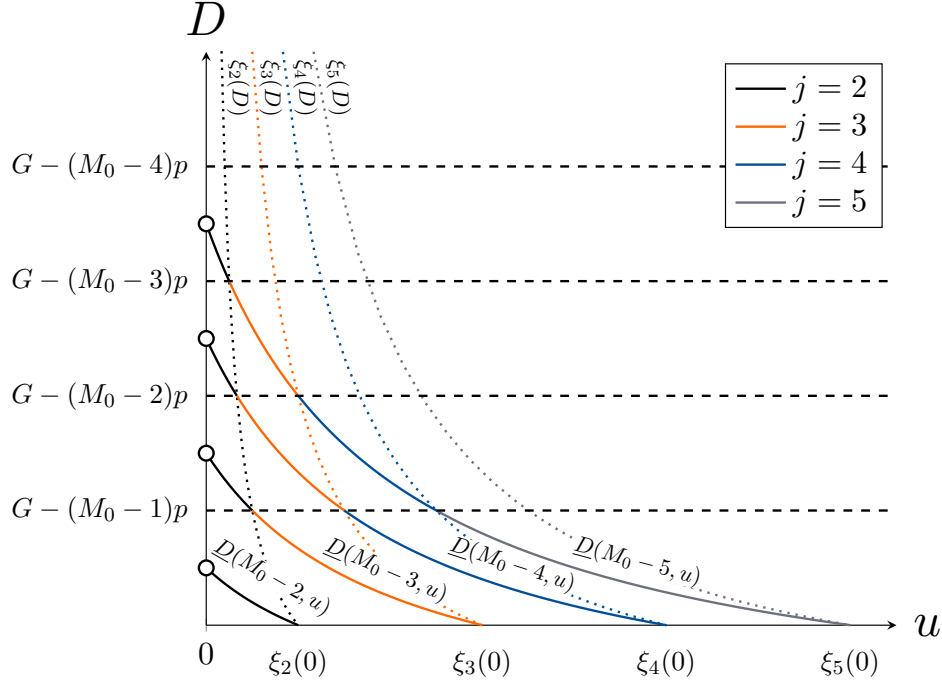 D
ξ₂(D)
ξ₃(D)
ξ₄(D)
ξ₅(D)
j = 2
j = 3
j = 4
j = 5
G − (M₀ − 4)p
G − (M₀ − 3)p
G − (M₀ − 2)p
G − (M₀ − 1)p
D̲(M₀ − 2, u)
D̲(M₀ − 3, u)
D̲(M₀ − 4, u)
D̲(M₀ − 5, u)
u
0
ξ₂(0)
ξ₃(0)
ξ₄(0)
ξ₅(0)